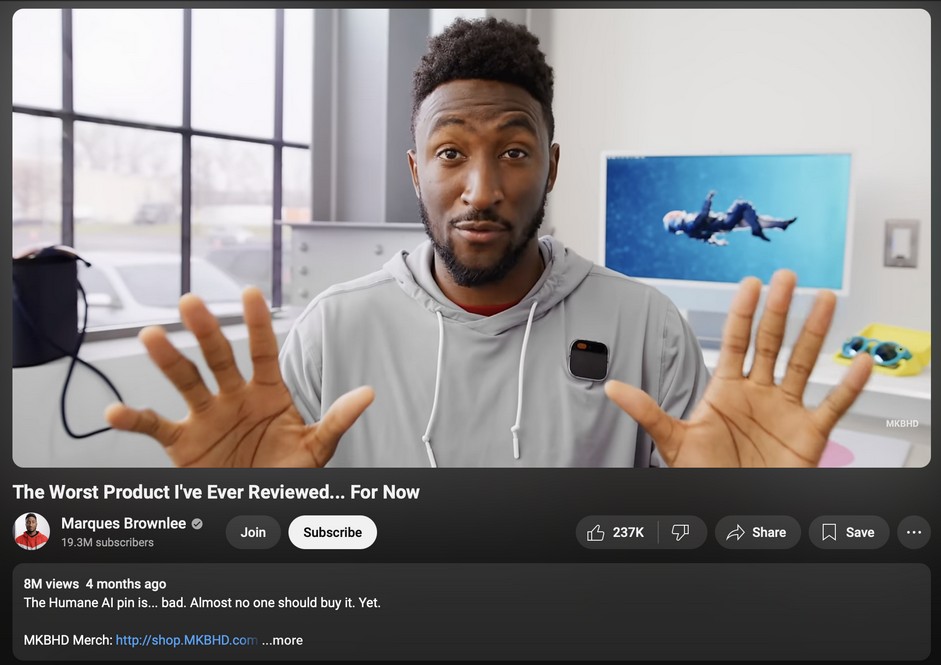 MKBHD
The Worst Product I've Ever Reviewed... For Now
Marques Brownlee
19.3M subscribers
Join
Subscribe
237K
Share
Save
8M views 4 months ago
The Humane AI pin is... bad. Almost no one should buy it. Yet.
MKBHD Merch: http://shop.MKBHD.com ...more